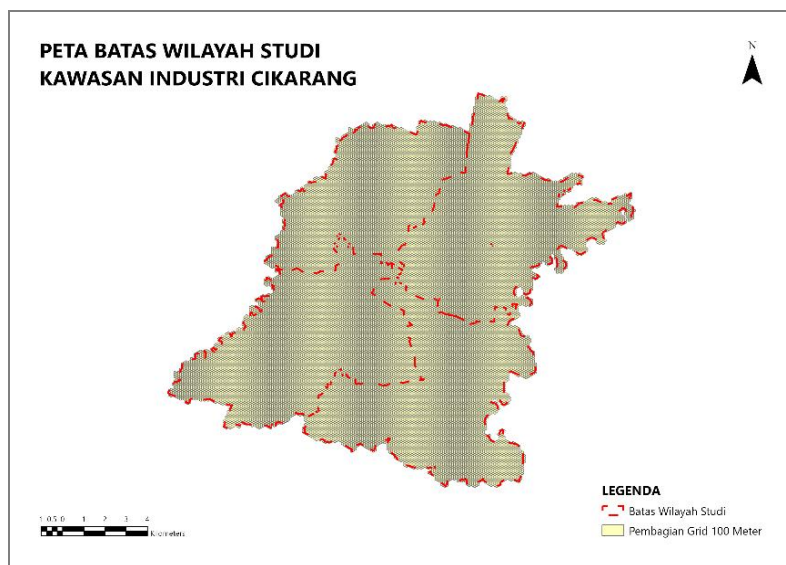 PETA BATAS WILAYAH STUDI
KAWASAN INDUSTRI CIKARANG
N
LEGENDA
Batas Wilayah Studi
Pembagian Grid 100 Meter
1 0.5 0 1 2 3 4
Kilometers